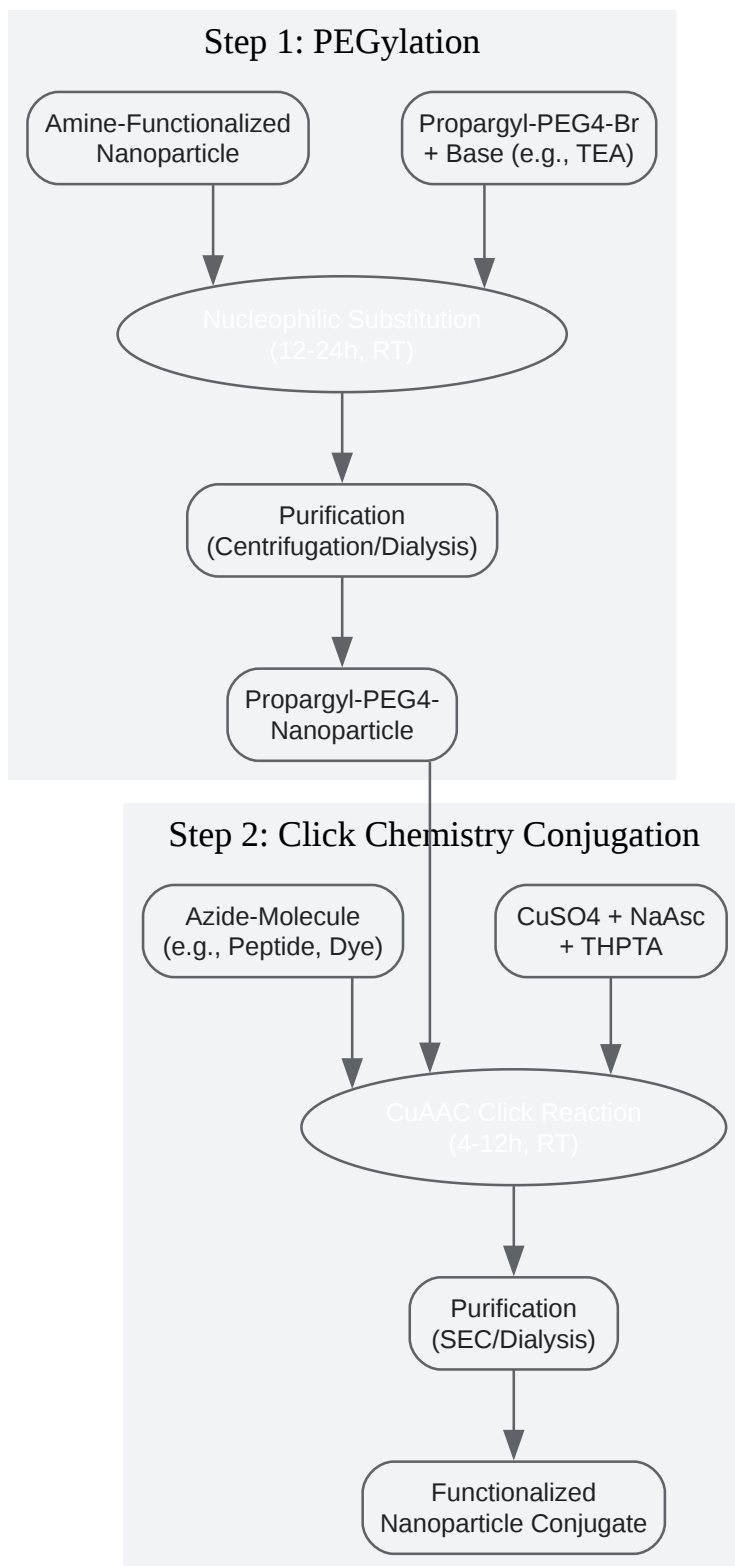 Step 1: PEGylation
Amine-Functionalized
Nanoparticle
Propargyl-PEG4-Br
+ Base (e.g., TEA)
Nucleophilic Substitution
(12-24h, RT)
Purification
(Centrifugation/Dialysis)
Propargyl-PEG4-
Nanoparticle
Step 2: Click Chemistry Conjugation
Azide-Molecule
(e.g., Peptide, Dye)
CuSO4 + NaAsc
+ THPTA
CuAAC Click Reaction
(4-12h, RT)
Purification
(SEC/Dialysis)
Functionalized
Nanoparticle Conjugate